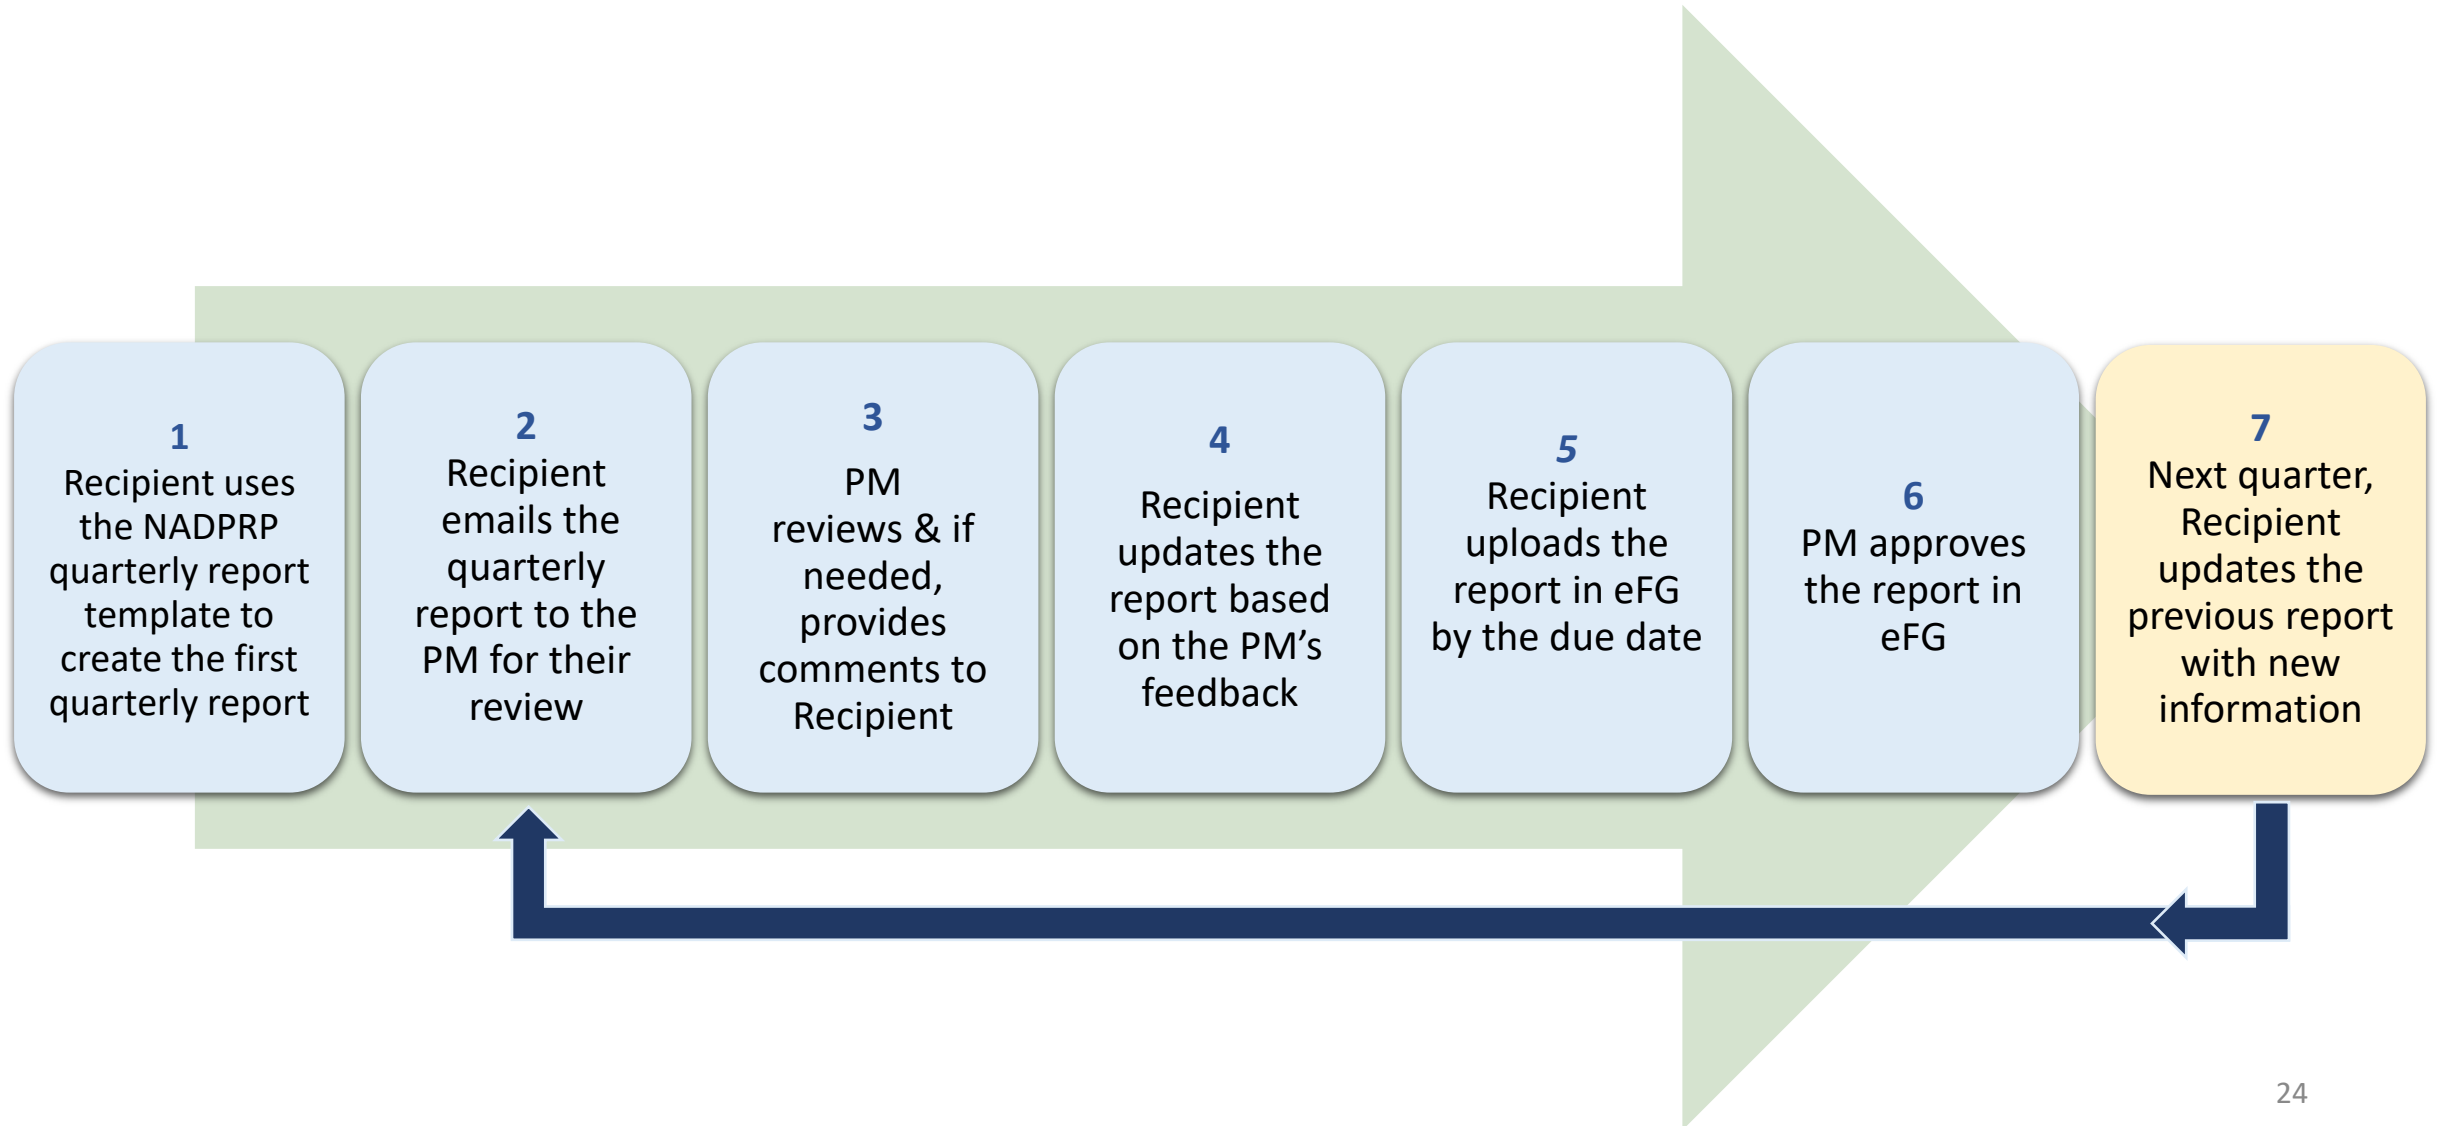 1
Recipient uses
the NADPRP
quarterly report
template to
create the first
quarterly report
2
Recipient
emails the
quarterly
report to the
PM for their
review
3
PM
reviews & if
needed,
provides
comments to
Recipient
4
Recipient
updates the
report based
on the PM’s
feedback
5
Recipient
uploads the
report in eFG
by the due date
6
PM approves
the report in
eFG
7
Next quarter,
Recipient
updates the
previous report
with new
information
24